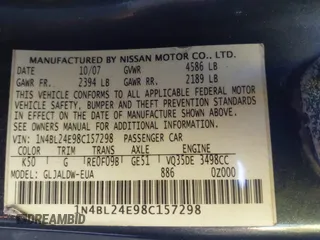 MANUFACTURED BY NISSAN MOTOR CO., LTD.
DATE 10/07 GVWR 4586 LB
GAWR FR 2394 LB GAWR RR 2189 LB
THIS VEHICLE CONFORMS TO ALL APPLICABLE FEDERAL MOTOR
VEHICLE SAFETY, BUMPER, AND THEFT PREVENTION STANDARDS
IN EFFECT ON THE DATE OF MANUFACTURE SHOWN ABOVE.
SEE OWNERS MANUAL FOR ADDITIONAL INFORMATION
VIN: 1N4BL24E98C157298 PASSENGER CAR
COLOR TRIM TRANS AXLE ENGINE
K50 G RE0F09B GE51 VQ35DE 3498CC
MODEL: GLJALDW-EUA 886 0Z000
1N4BL24E98C157298
DREAMBID